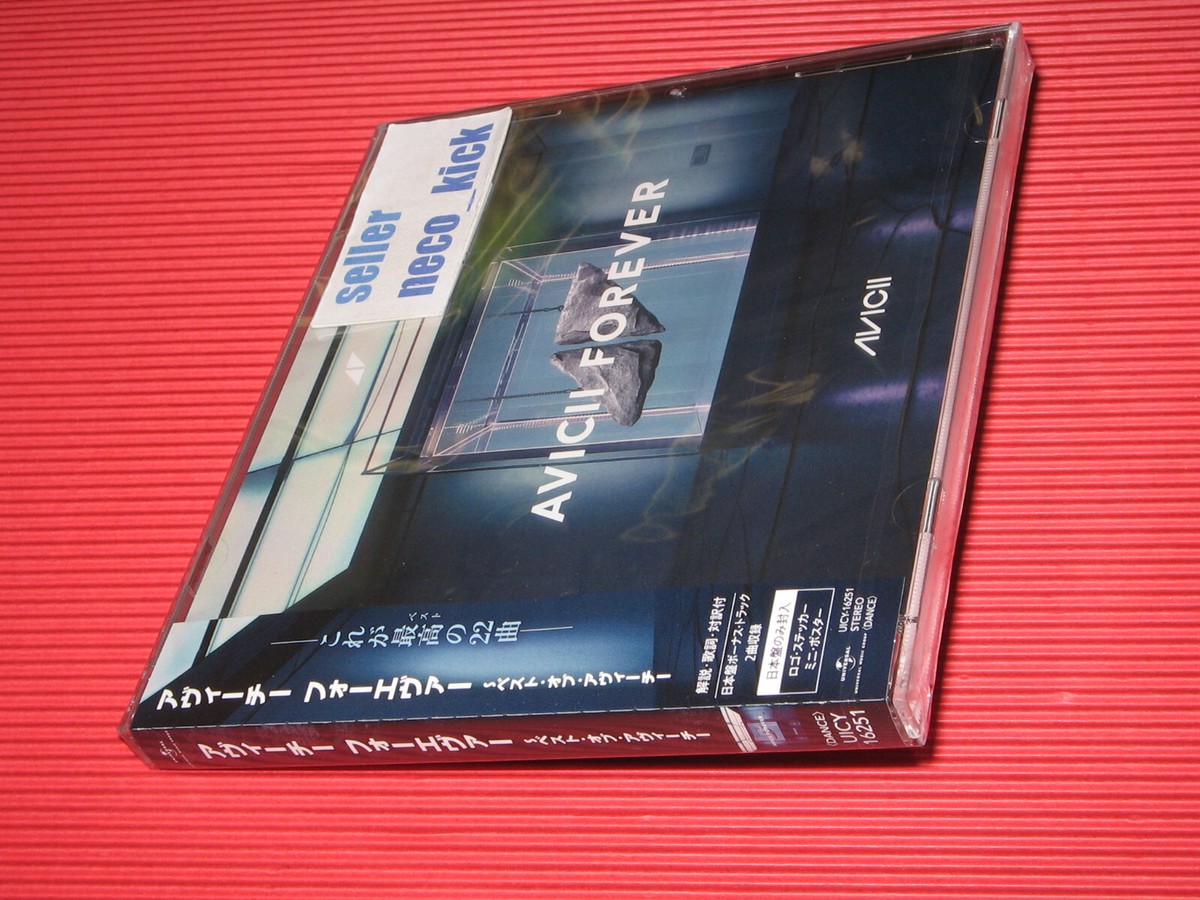 seller
neco_kick
AVICII FOREVER
AVICII
ベスト
これが最高の22曲
アヴィーチー フォーエヴァー ~ベスト・オブ・アヴィーチー
解説・歌詞・対訳付
日本盤ボーナス・トラック
2曲収録
日本盤のみ封入
ロゴ・ステッカー
ミニ・ポスター
UICY-16251
STEREO
(DANCE)
UNIVERSAL
アヴィーチー フォーエヴァー ~ベスト・オブ・アヴィーチー
(DANCE)
UICY
16251